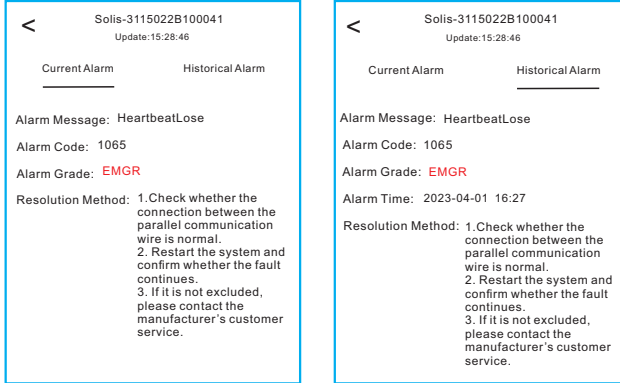 < Solis-3115022B100041
Update:15:28:46
Current Alarm Historical Alarm
Alarm Message: HeartbeatLose
Alarm Code: 1065
Alarm Grade: EMGR
Resolution Method: 1.Check whether the
connection between the
parallel communication
wire is normal.
2. Restart the system and
confirm whether the fault
continues.
3. If it is not excluded,
please contact the
manufacturer's customer
service.
< Solis-3115022B100041
Update:15:28:46
Current Alarm Historical Alarm
Alarm Message: HeartbeatLose
Alarm Code: 1065
Alarm Grade: EMGR
Alarm Time: 2023-04-01 16:27
Resolution Method: 1.Check whether the
connection between the
parallel communication
wire is normal.
2. Restart the system and
confirm whether the fault
continues.
3. If it is not excluded,
please contact the
manufacturer's customer
service.